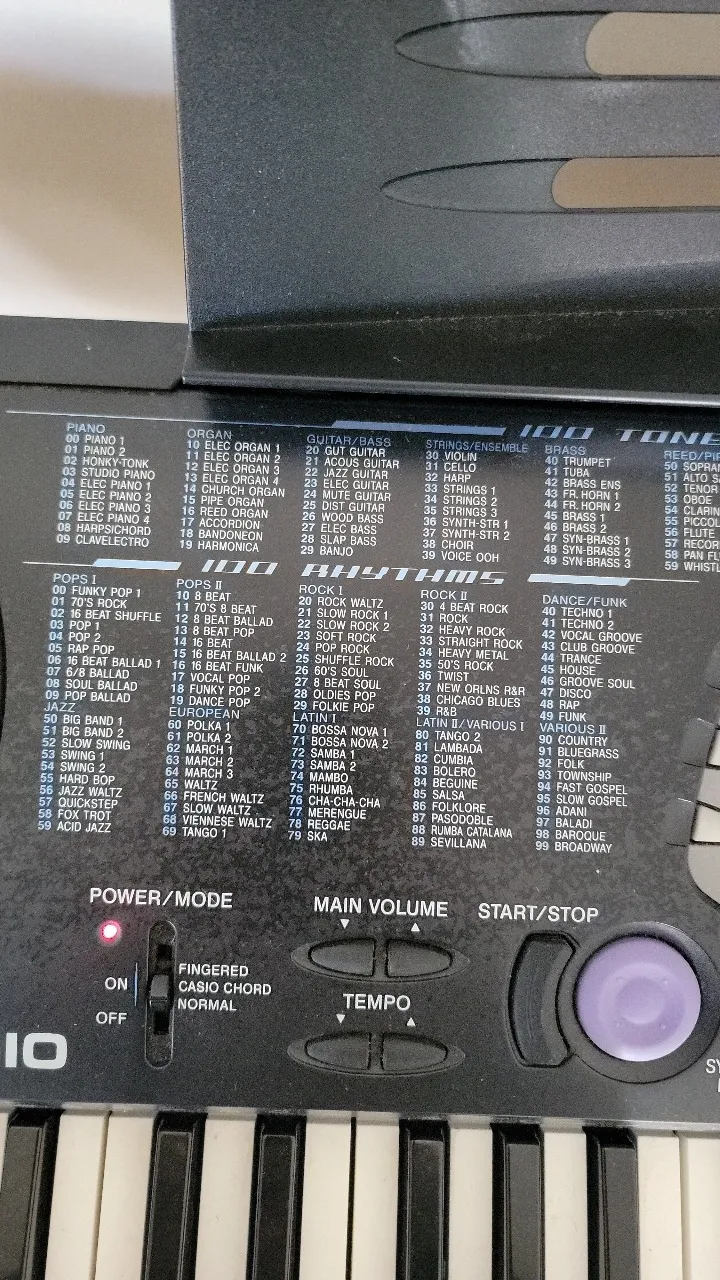 100 TONE
PIANO
00 PIANO 1
01 PIANO 2
02 HONKY-TONK
03 STUDIO PIANO
04 ELEC PIANO 1
05 ELEC PIANO 2
06 ELEC PIANO 3
07 ELEC PIANO 4
08 HARPSICHORD
09 CLAVELECTRO
ORGAN
10 ELEC ORGAN 1
11 ELEC ORGAN 2
12 ELEC ORGAN 3
13 ELEC ORGAN 4
14 CHURCH ORGAN
15 PIPE ORGAN
16 REED ORGAN
17 ACCORDION
18 BANDONEON
19 HARMONICA
GUITAR/BASS
20 GUT GUITAR
21 ACOUS GUITAR
22 JAZZ GUITAR
23 ELEC GUITAR
24 MUTE GUITAR
25 DIST GUITAR
26 WOOD BASS
27 ELEC BASS
28 SLAP BASS
29 BANJO
STRINGS/ENSEMBLE
30 VIOLIN
31 CELLO
32 HARP
33 STRINGS 1
34 STRINGS 2
35 STRINGS 3
36 SYNTH-STR 1
37 SYNTH-STR 2
38 CHOIR
39 VOICE OOH
BRASS
40 TRUMPET
41 TUBA
42 BRASS ENS
43 FR. HORN 1
44 FR. HORN 2
45 BRASS 1
46 BRASS 2
47 SYN-BRASS 1
48 SYN-BRASS 2
49 SYN-BRASS 3
REED/PIP
50 SOPRA
51 ALTO S
52 TENOR
53 OBOE
54 CLARIN
55 PICCOL
56 FLUTE
57 RECOR
58 PAN FL
59 WHISTL
100 RHYTHMS
POPS I
00 FUNKY POP 1
01 70'S ROCK
02 16 BEAT SHUFFLE
03 POP 1
04 POP 2
05 RAP POP
06 16 BEAT BALLAD 1
07 6/8 BALLAD
08 SOUL BALLAD
09 POP BALLAD
POPS II
10 8 BEAT
11 70'S 8 BEAT
12 8 BEAT BALLAD
13 8 BEAT POP
14 16 BEAT
15 16 BEAT BALLAD 2
16 16 BEAT FUNK
17 VOCAL POP
18 FUNKY POP 2
19 DANCE POP
ROCK I
20 ROCK WALTZ
21 SLOW ROCK 1
22 SLOW ROCK 2
23 SOFT ROCK
24 POP ROCK
25 SHUFFLE ROCK
26 60'S SOUL
27 8 BEAT SOUL
28 OLDIES POP
29 FOLKIE POP
ROCK II
30 4 BEAT ROCK
31 ROCK
32 HEAVY ROCK
33 STRAIGHT ROCK
34 HEAVY METAL
35 50'S ROCK
36 TWIST
37 NEW ORLNS R&R
38 CHICAGO BLUES
39 R&B
DANCE/FUNK
40 TECHNO 1
41 TECHNO 2
42 VOCAL GROOVE
43 CLUB GROOVE
44 TRANCE
45 HOUSE
46 GROOVE SOUL
47 DISCO
48 RAP
49 FUNK
JAZZ
50 BIG BAND 1
51 BIG BAND 2
52 SLOW SWING
53 SWING 1
54 SWING 2
55 HARD BOP
56 JAZZ WALTZ
57 QUICKSTEP
58 FOX TROT
59 ACID JAZZ
EUROPEAN
60 POLKA 1
61 POLKA 2
62 MARCH 1
63 MARCH 2
64 MARCH 3
65 WALTZ
66 FRENCH WALTZ
67 SLOW WALTZ
68 VIENNESE WALTZ
69 TANGO 1
LATIN I
70 BOSSA NOVA 1
71 BOSSA NOVA 2
72 SAMBA 1
73 SAMBA 2
74 MAMBO
75 RHUMBA
76 CHA-CHA-CHA
77 MERENGUE
78 REGGAE
79 SKA
LATIN II/VARIOUS I
80 TANGO 2
81 LAMBADA
82 CUMBIA
83 BOLERO
84 BEGUINE
85 SALSA
86 FOLKLORE
87 PASODOBLE
88 RUMBA CATALANA
89 SEVILLANA
VARIOUS II
90 COUNTRY
91 BLUEGRASS
92 FOLK
93 TOWNSHIP
94 FAST GOSPEL
95 SLOW GOSPEL
96 ADANI
97 BALADI
98 BAROQUE
99 BROADWAY
POWER/MODE
ON
OFF
FINGERED
CASIO CHORD
NORMAL
MAIN VOLUME
TEMPO
START/STOP
SY
IO